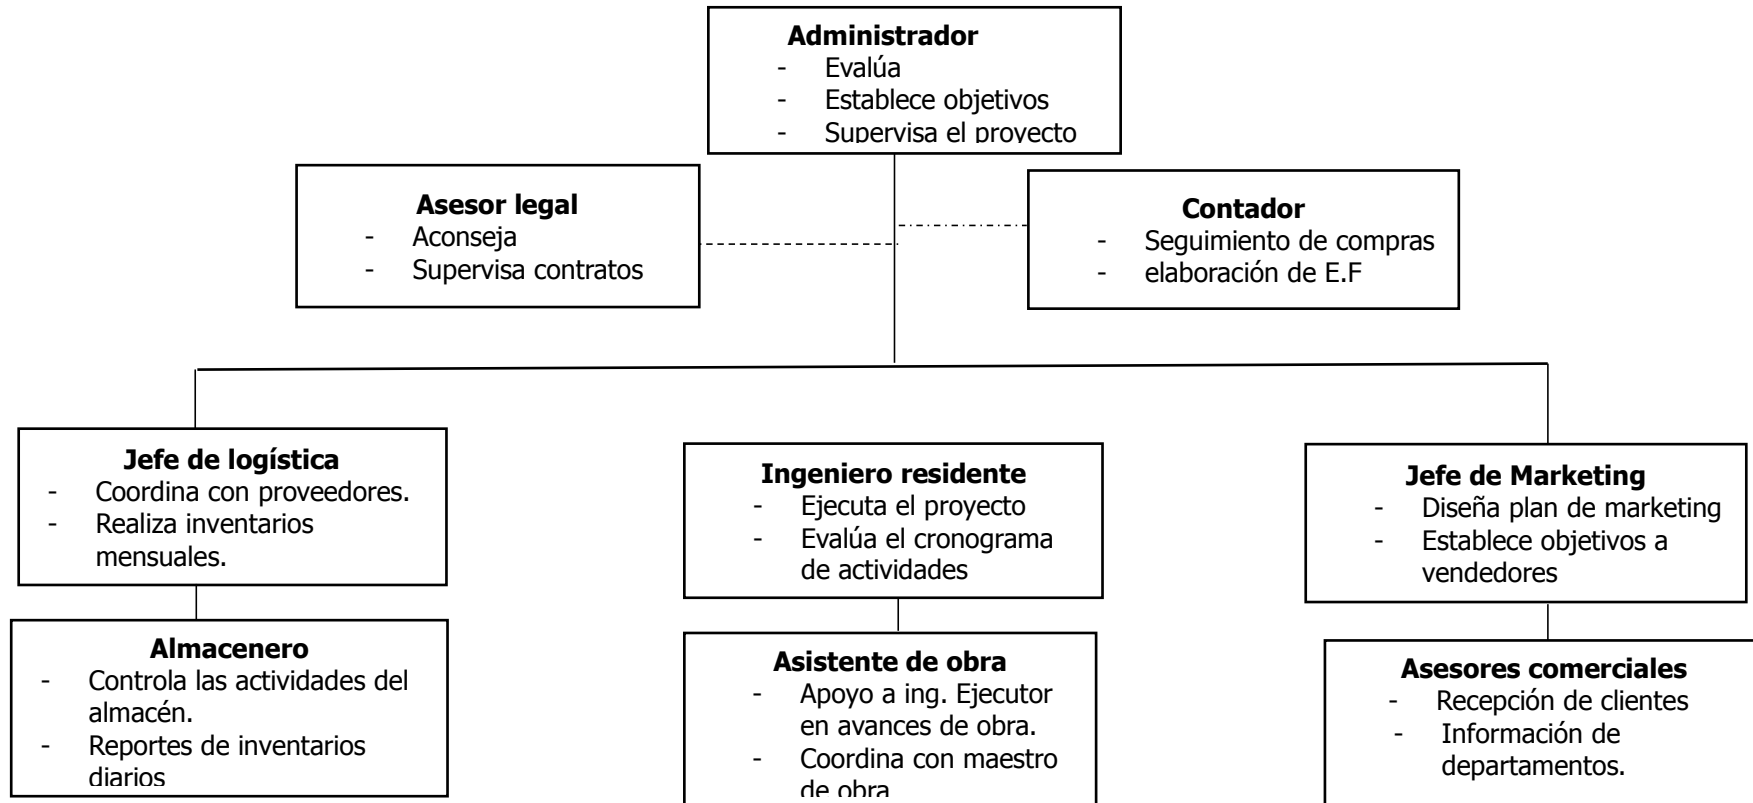 Administrador
- Evalúa
- Establece objetivos
- Supervisa el proyecto
Asesor legal
- Aconseja
- Supervisa contratos
Contador
- Seguimiento de compras
- elaboración de E.F
Jefe de logística
- Coordina con proveedores.
- Realiza inventarios
mensuales.
Ingeniero residente
- Ejecuta el proyecto
- Evalúa el cronograma
de actividades
Jefe de Marketing
- Diseña plan de marketing
- Establece objetivos a
vendedores
Almacenero
- Controla las actividades del
almacén.
- Reportes de inventarios
diarios
Asistente de obra
- Apoyo a ing. Ejecutor
en avances de obra.
- Coordina con maestro
de obra
Asesores comerciales
- Recepción de clientes
- Información de
departamentos.